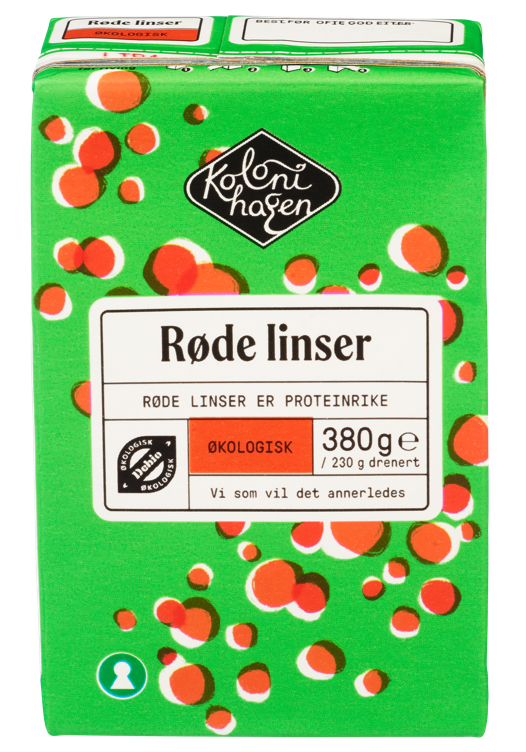 Røde linser
ØKOLOGISK
BEST FØR - OFTE GOD ETTER
Koloni
hagen
Røde linser
RØDE LINSER ER PROTEINRIKE
ØKOLOGISK
Debio
ØKOLOGISK
ØKOLOGISK
380g e
/ 230 g drenert
Vi som vil det annerledes